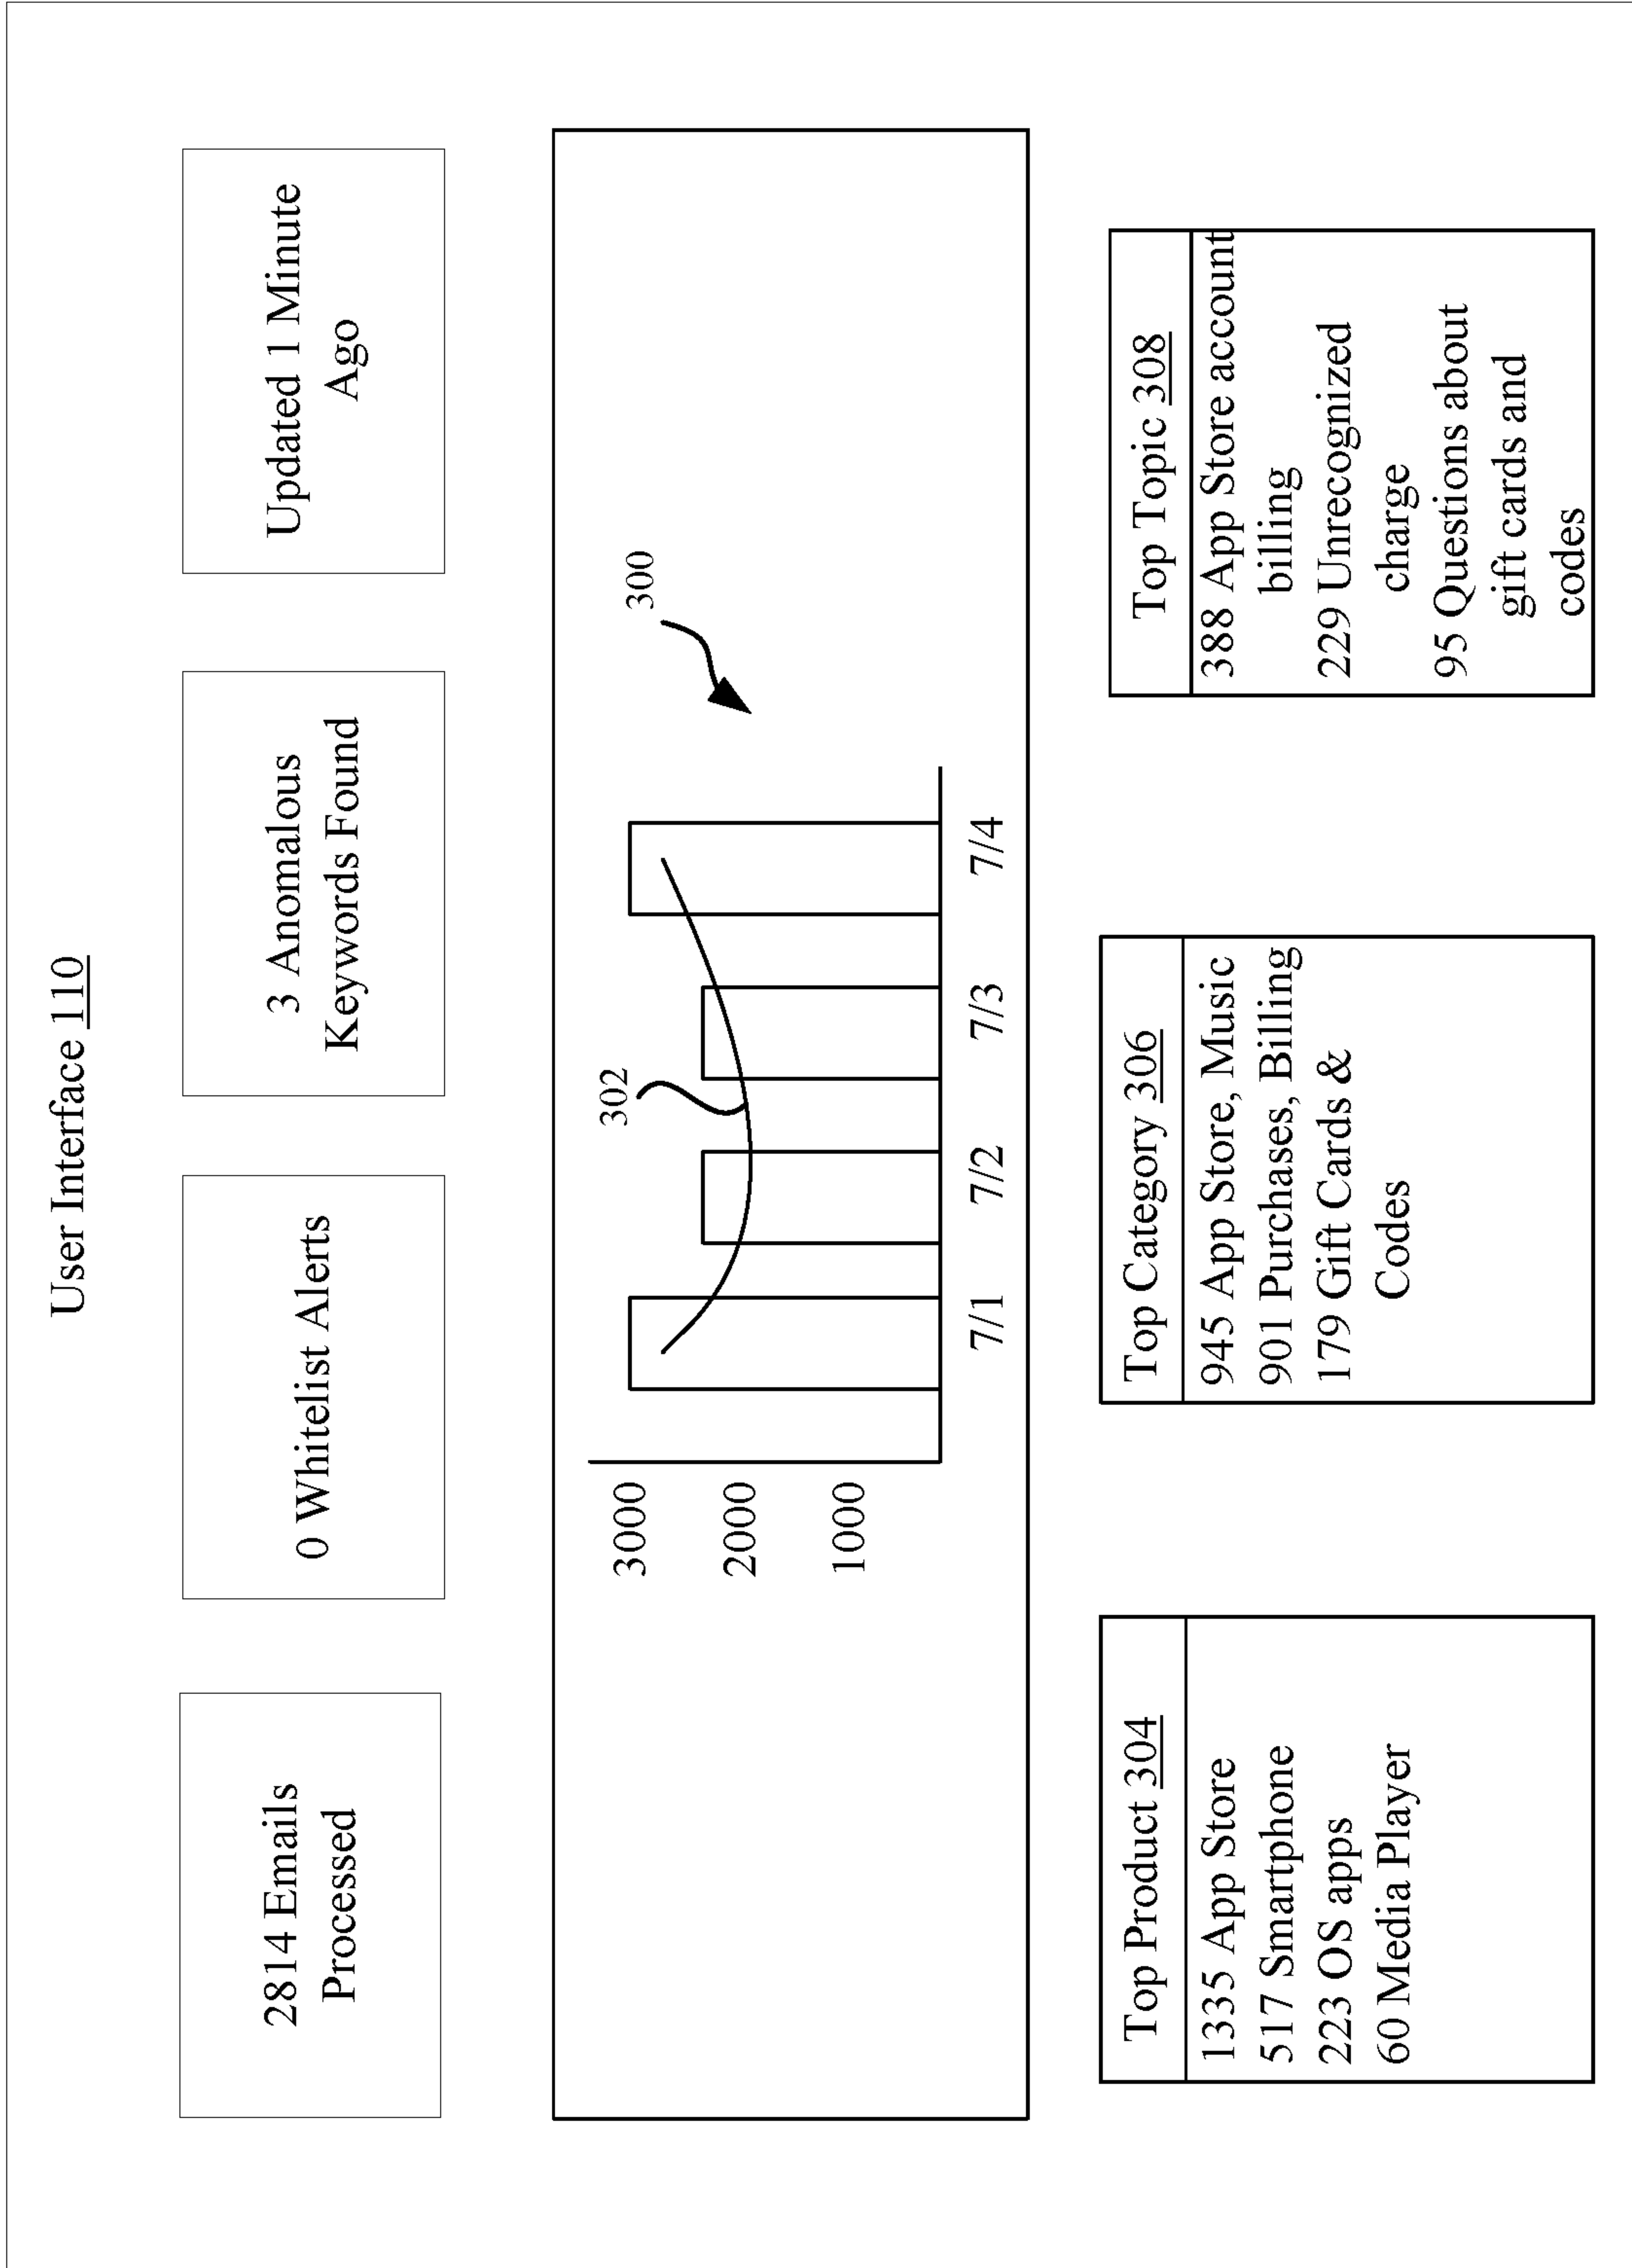 User Interface 110
2814 Emails
Processed
0 Whitelist Alerts
3 Anomalous
Keywords Found
Updated 1 Minute
Ago
300
302
3000
2000
1000
7/1
7/2
7/3
7/4
Top Product 304
1335 App Store
517 Smartphone
223 OS apps
60 Media Player
Top Category 306
945 App Store, Music
901 Purchases, Billing
179 Gift Cards &
Codes
Top Topic 308
388 App Store account
billing
229 Unrecognized
charge
95 Questions about
gift cards and
codes